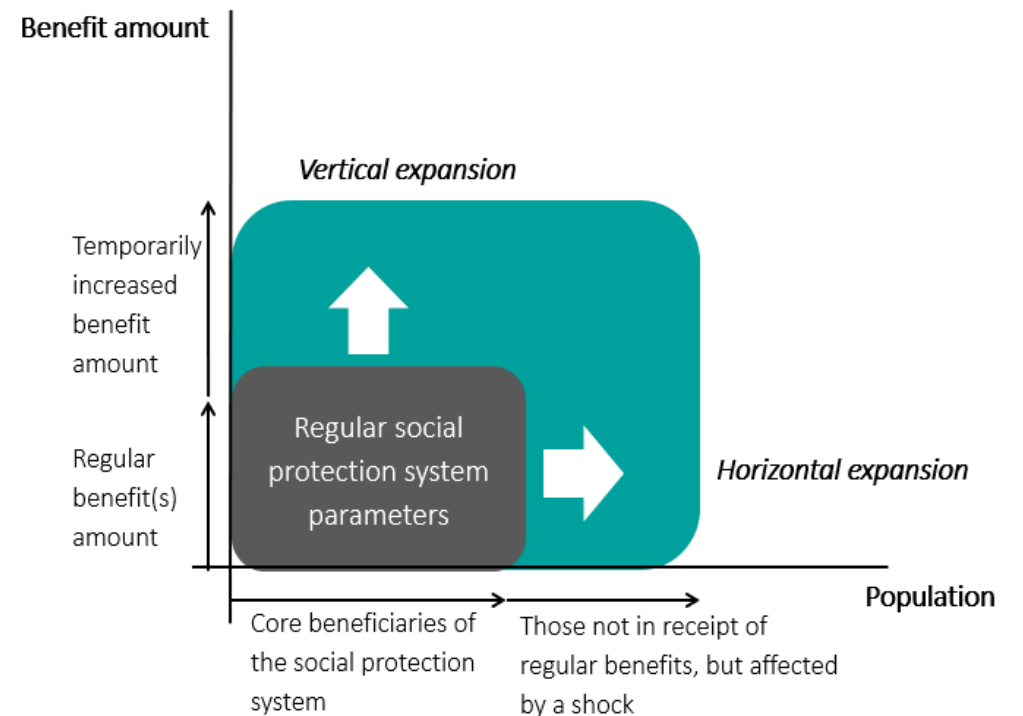 Benefit amount
Vertical expansion
Temporarily
increased
benefit
amount
Regular social
protection system
parameters
Regular
benefit(s)
amount
Horizontal expansion
Population
Core beneficiaries of
the social protection
system
Those not in receipt of
regular benefits, but affected
by a shock